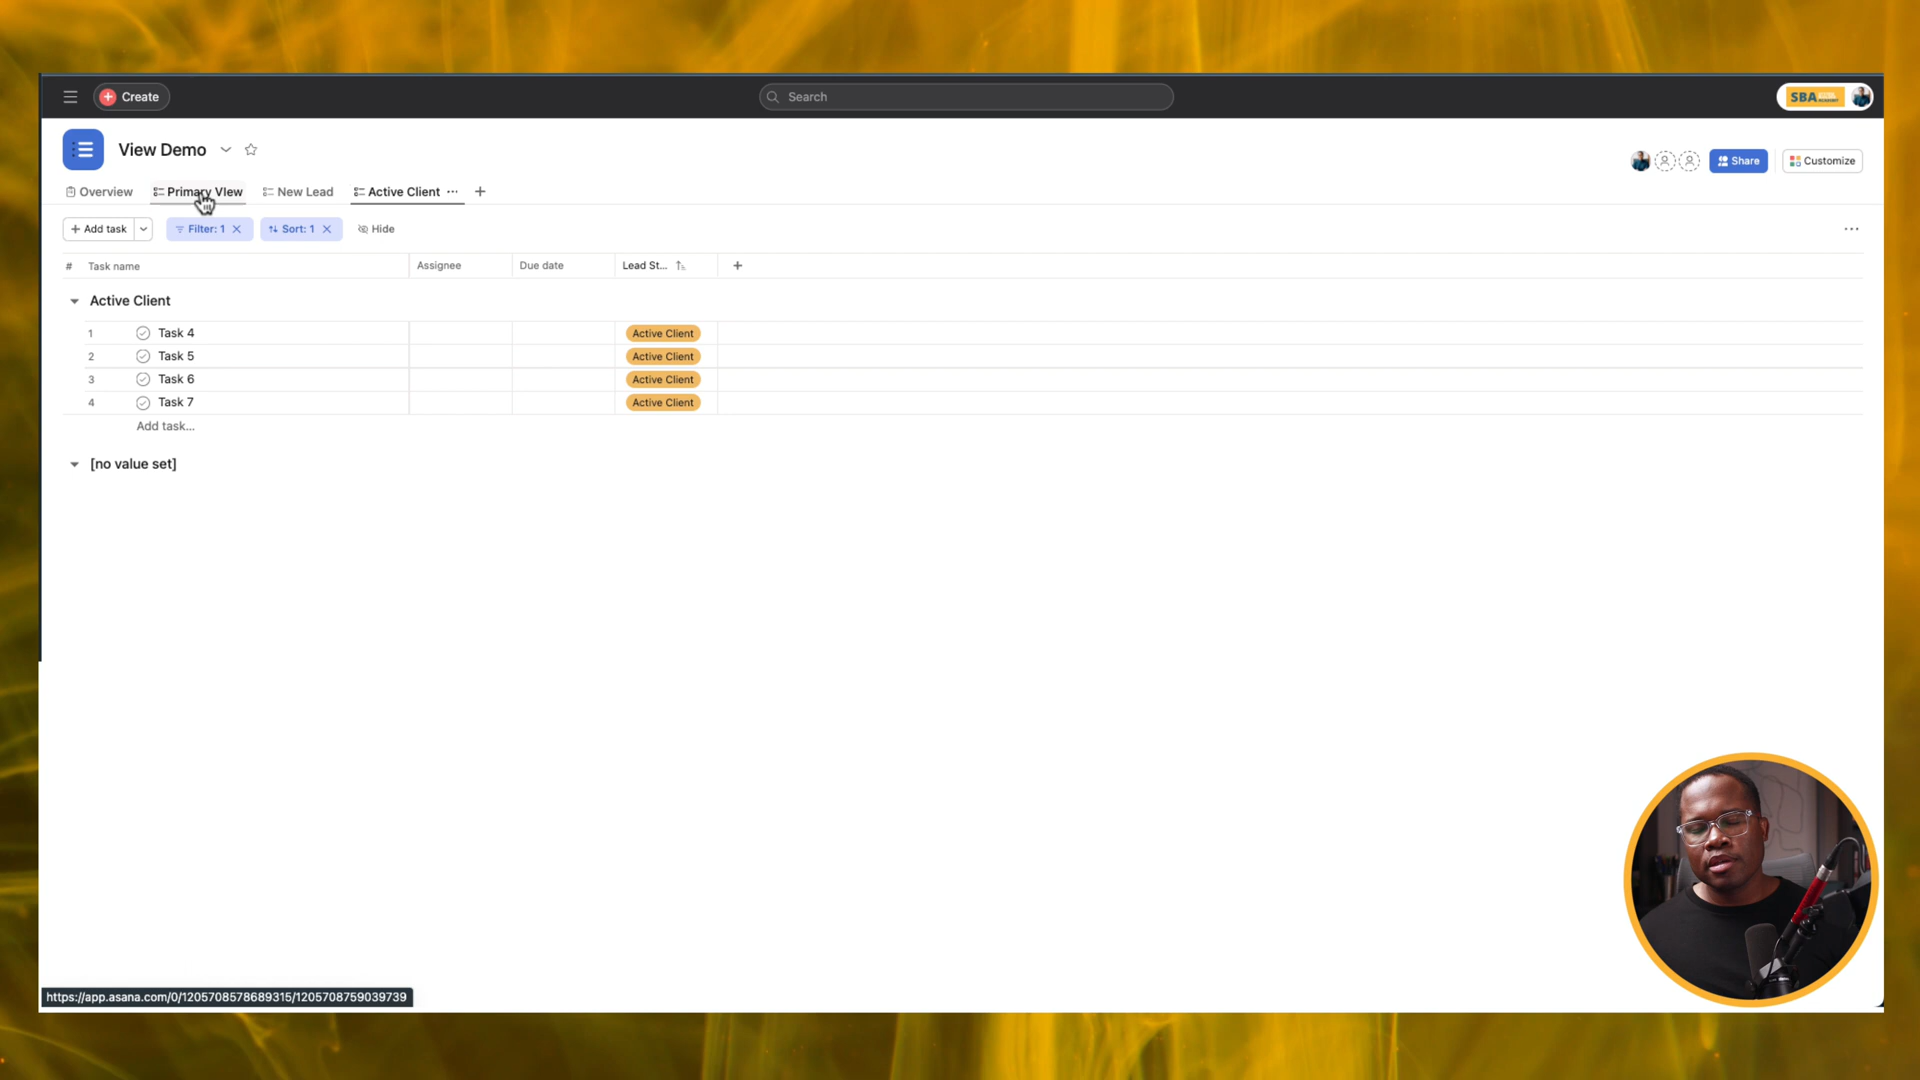 Create
Search
SBA
View Demo
Share
Customize
Overview
Primary VIew
New Lead
Active Client
+ Add task
Filter: 1
Sort: 1
Hide
# Task name
Assignee
Due date
Lead St...
Active Client
1 Task 4 Active Client
2 Task 5 Active Client
3 Task 6 Active Client
4 Task 7 Active Client
Add task...
[no value set]
https://app.asana.com/0/1205708578689315/1205708759039739